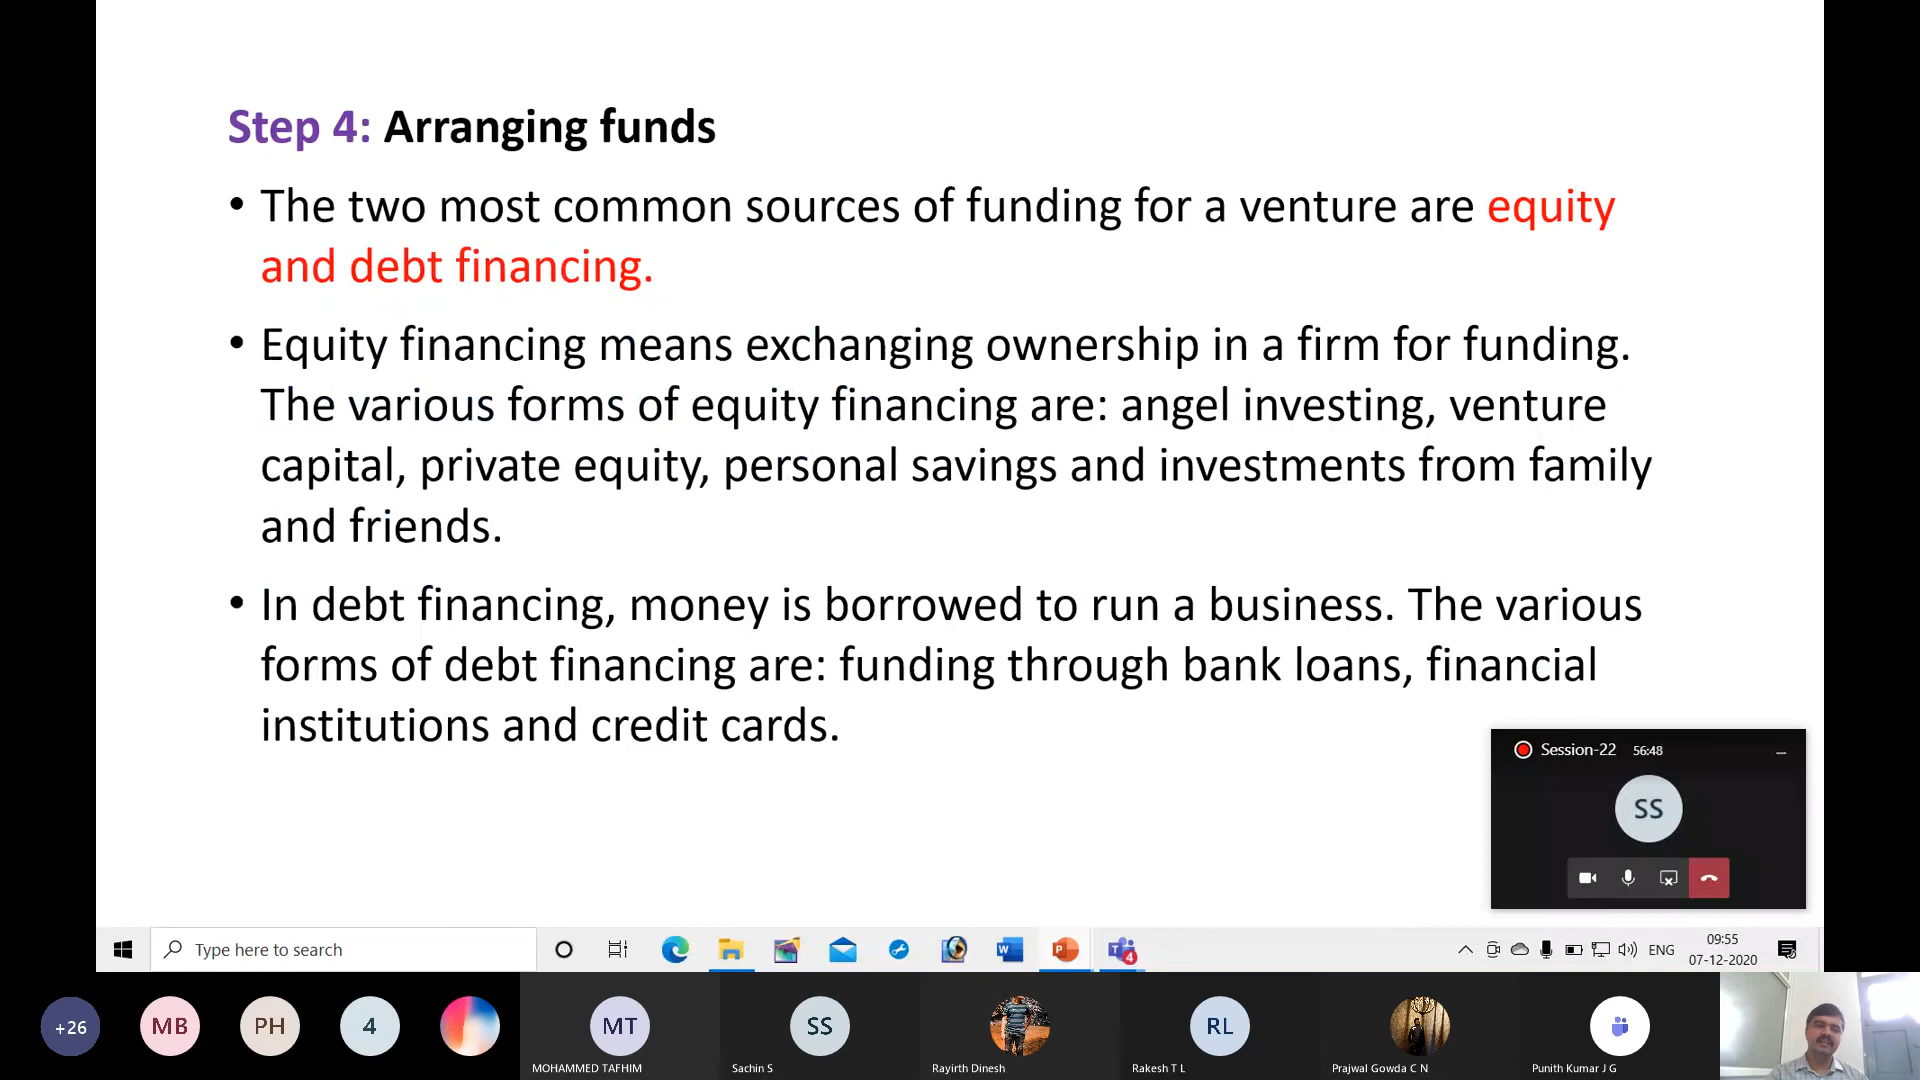 Step 4: Arranging funds
• The two most common sources of funding for a venture are equity
and debt financing.
• Equity financing means exchanging ownership in a firm for funding.
The various forms of equity financing are: angel investing, venture
capital, private equity, personal savings and investments from family
and friends.
• In debt financing, money is borrowed to run a business. The various
forms of debt financing are: funding through bank loans, financial
institutions and credit cards.
Session-22 56:48
SS
Type here to search
4
ENG
09:55
07-12-2020
+26
MB
PH
4
MT
SS
RL
MOHAMMED TAFHIM
Sachin S
Rayirth Dinesh
Rakesh T L
Prajwal Gowda C N
Punith Kumar J G